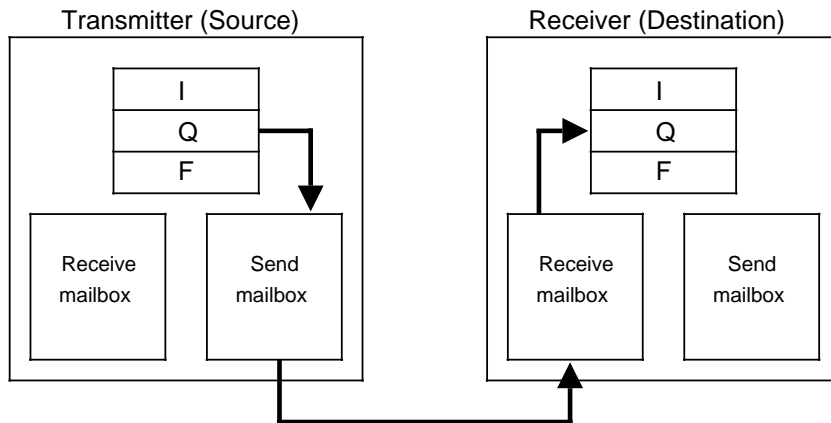 Transmitter (Source)
I
Q
F
Receive
mailbox
Send
mailbox
Receiver (Destination)
I
Q
F
Receive
mailbox
Send
mailbox